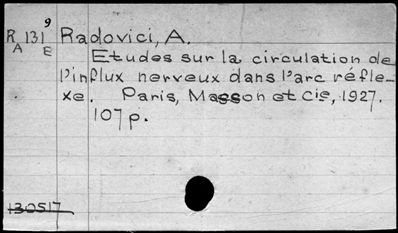 9
R 131 Radovici, A.
A E
Etudes sur la circulation de
l'influx nerveux dans l'arc réfle-
xe. Paris, Masson et Cie, 1927.
107 p.
130517